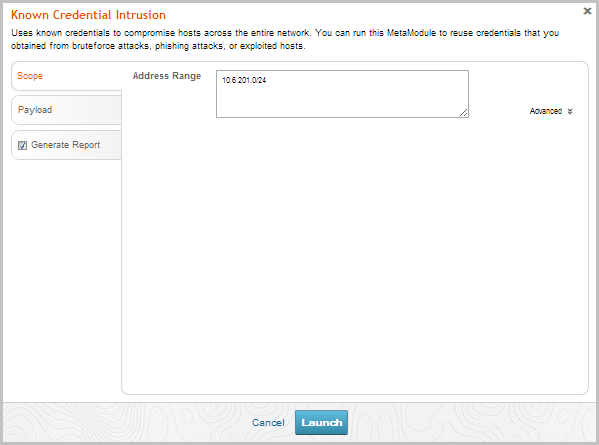 Known Credential Intrusion
Uses known credentials to compromise hosts across the entire network. You can run this MetaModule to reuse credentials that you
obtained from bruteforce attacks, phishing attacks, or exploited hosts.
Scope
Address Range
10.6.201.0/24
Payload
Advanced
Generate Report
Cancel
Launch